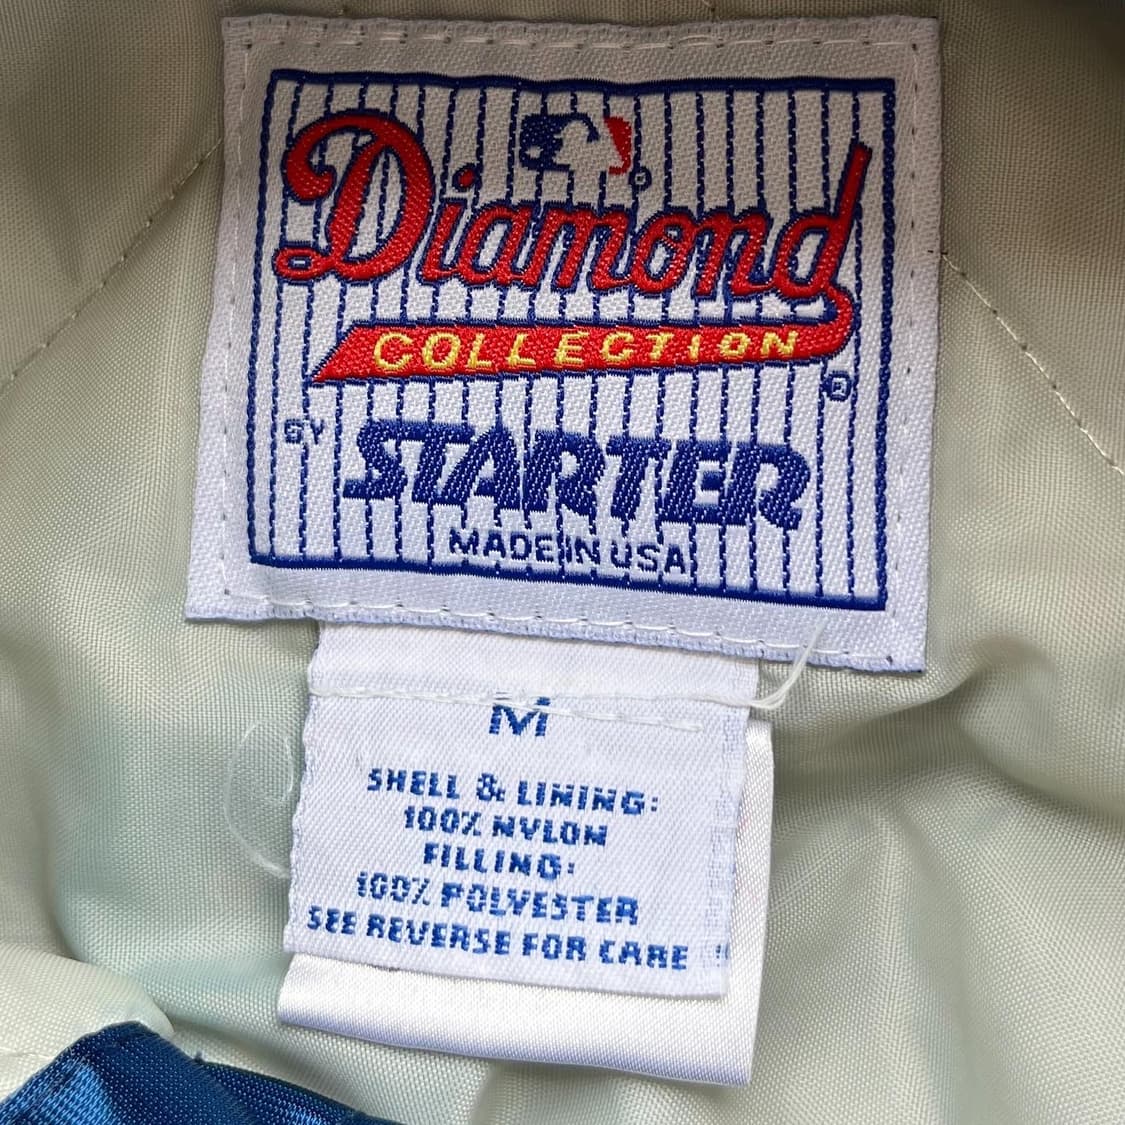 Diamond
COLLECTION
BY
STARTER
MADE IN USA
M
SHELL & LINING:
100% NYLON
FILLING:
100% POLYESTER
SEE REVERSE FOR CARE